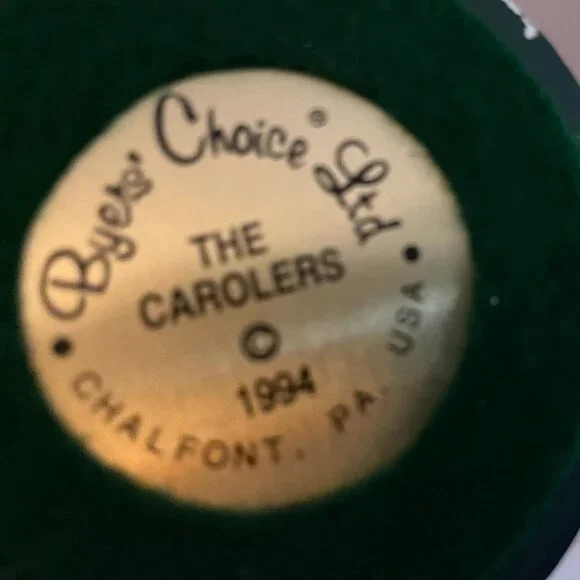 Byers' Choice® Ltd
THE
CAROLERS
©
1994
• CHALFONT, PA. USA •